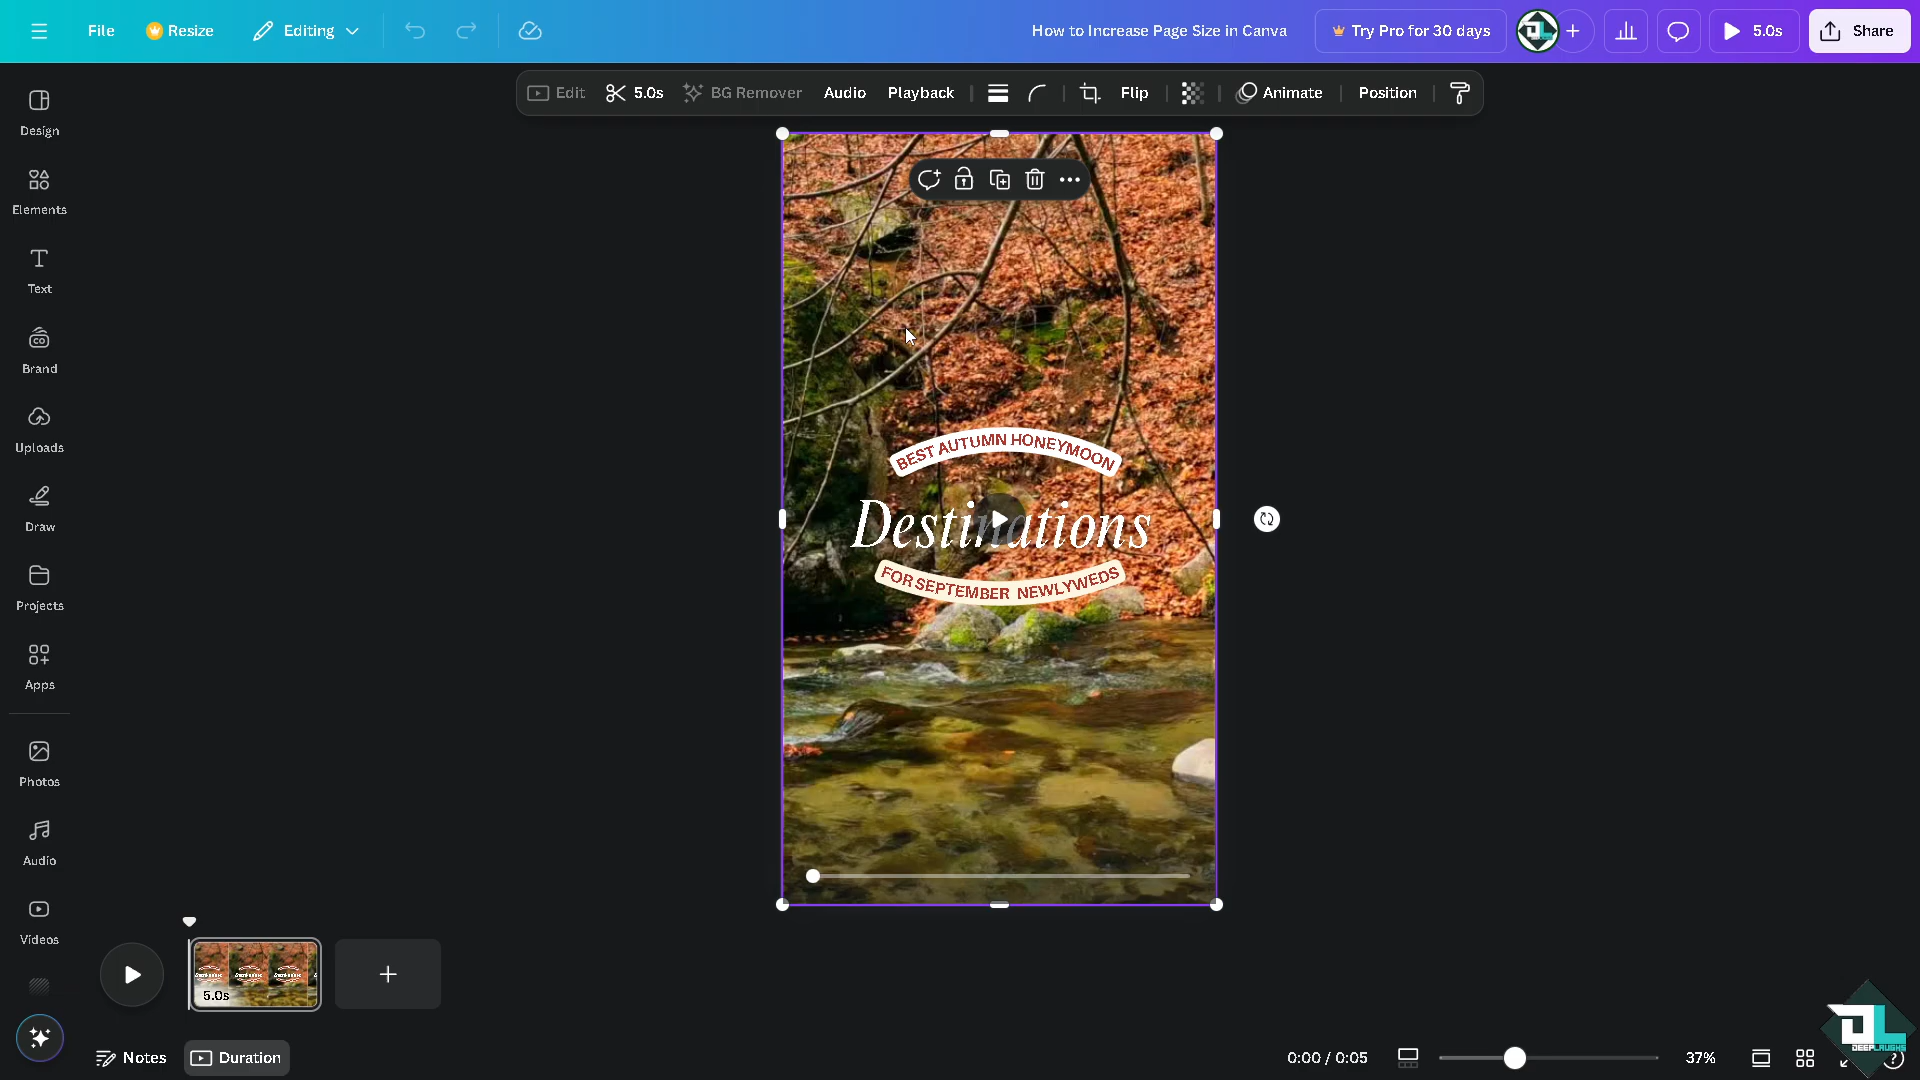 File
Resize
Editing
How to Increase Page Size in Canva
Try Pro for 30 days
5.0s
Share
Edit
5.0s
BG Remover
Audio
Playback
Flip
Animate
Position
Design
Elements
Text
Brand
Uploads
Draw
Projects
Apps
Photos
Audio
Videos
BEST AUTUMN HONEYMOON
Destinations
FOR SEPTEMBER NEWLYWEDS
5.0s
Notes
Duration
0:00 / 0:05
37%
DL
DEEPLAUGHS